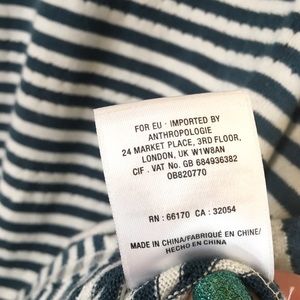 FOR EU : IMPORTED BY
ANTHROPOLOGIE
24 MARKET PLACE, 3RD FLOOR,
LONDON, UK W1W8AN
CIF . VAT No. GB 684936382
OB820770
RN : 66170 CA : 32054
MADE IN CHINA/FABRIQUÉ EN CHINE/
HECHO EN CHINA